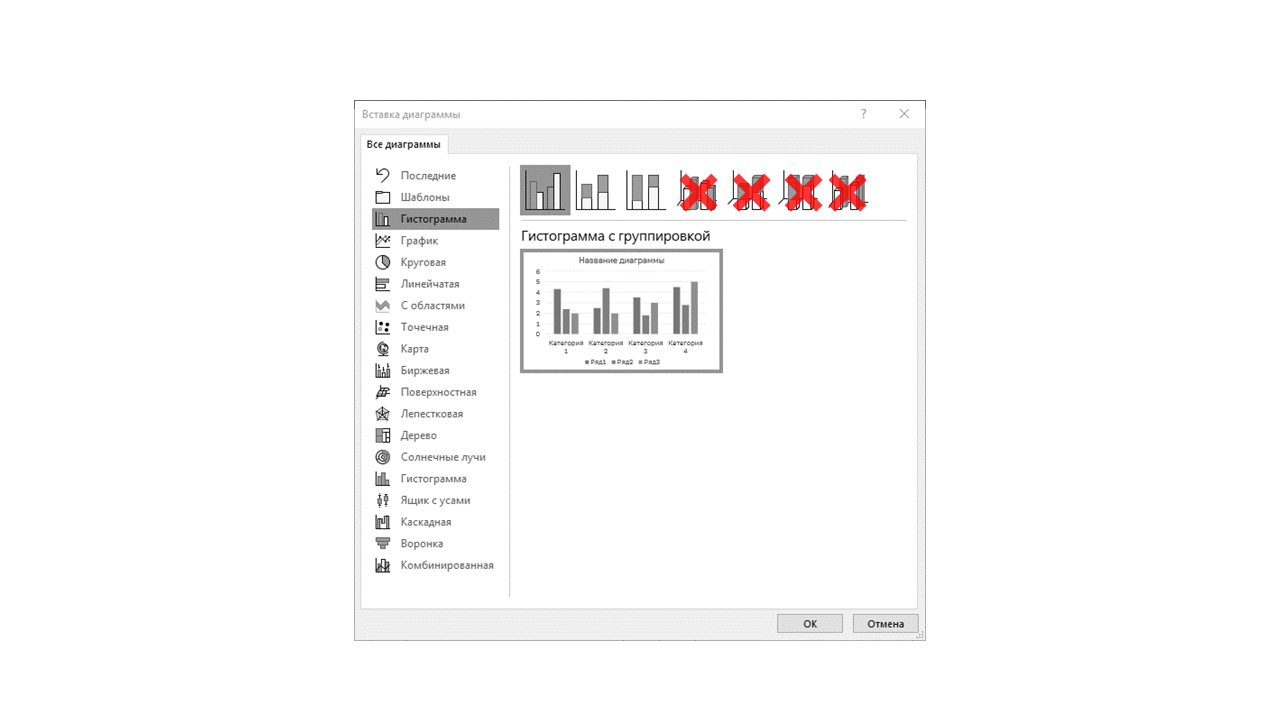 Вставка диаграммы
?
Все диаграммы
Последние
Шаблоны
Гистограмма
График
Круговая
Линейчатая
С областями
Точечная
Карта
Биржевая
Поверхностная
Лепестковая
Дерево
Солнечные лучи
Гистограмма
Ящик с усами
Каскадная
Воронка
Комбинированная
Гистограмма с группировкой
Название диаграммы
6
5
4
3
2
1
0
Категория 1
Категория 2
Категория 3
Категория 4
Ряд1 Ряд2 Ряд3
ОК Отмена